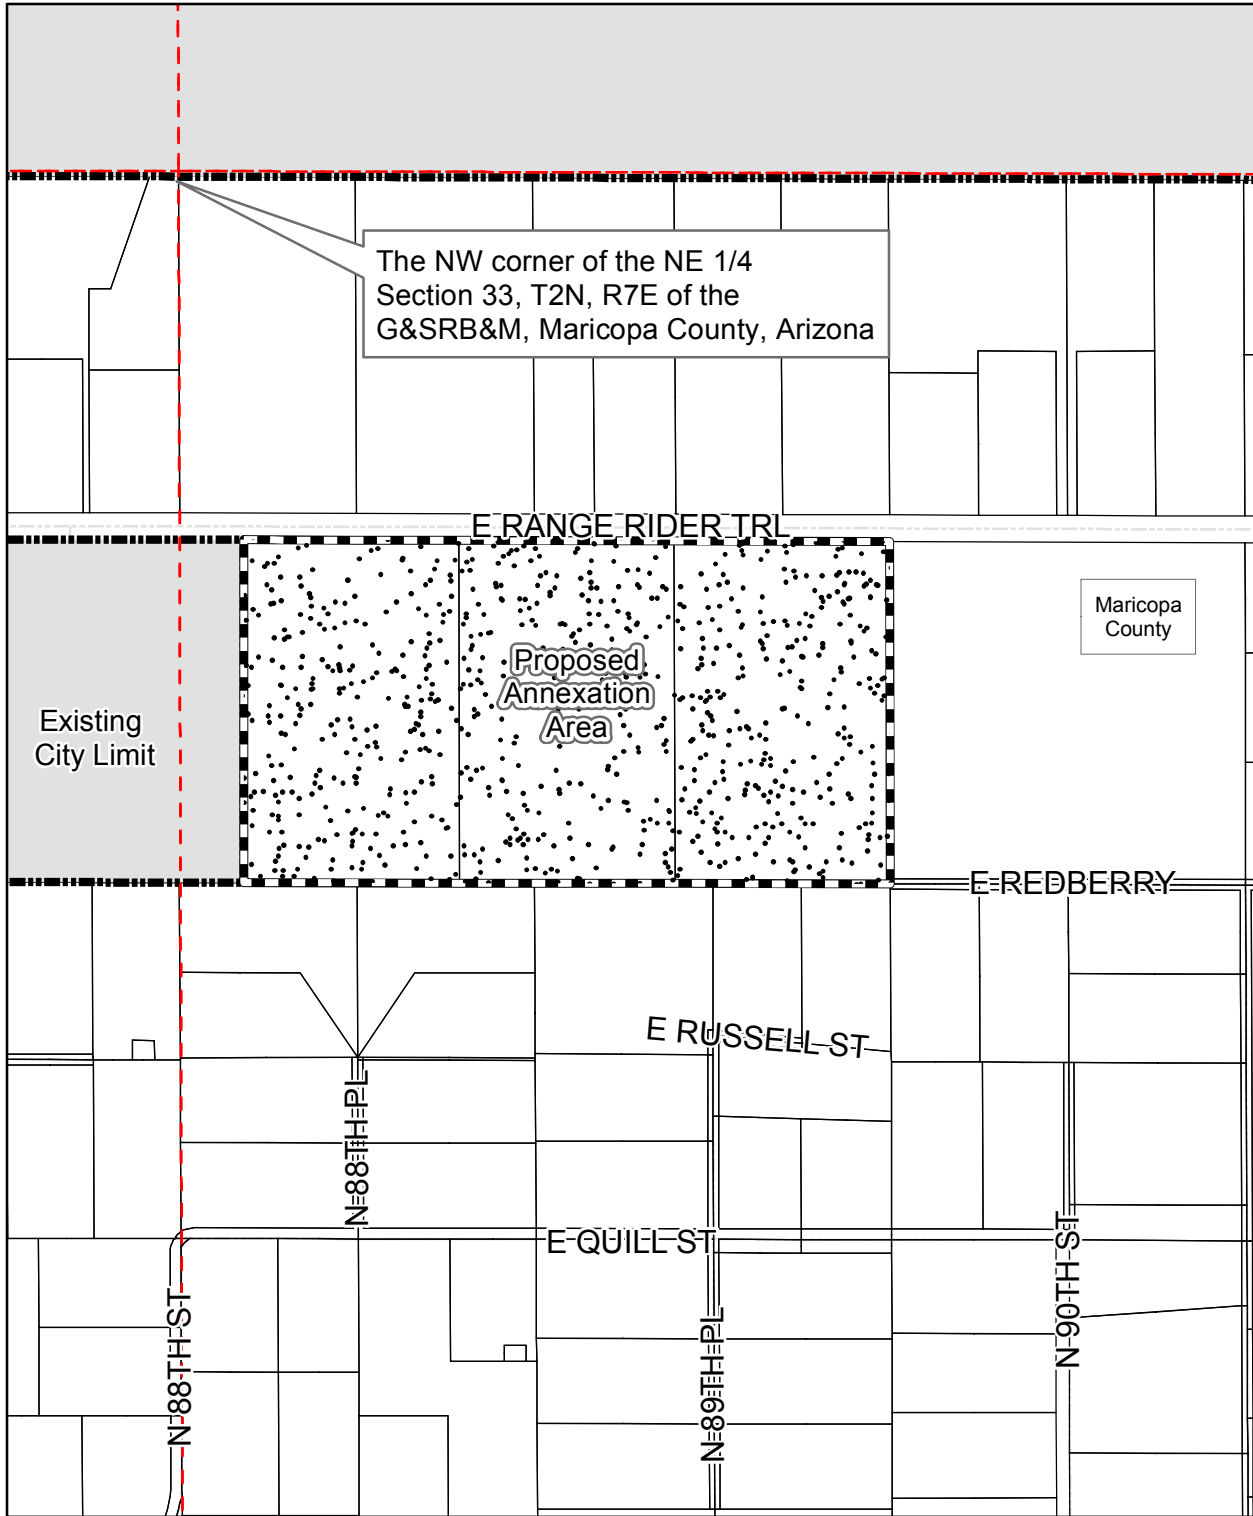 The NW corner of the NE 1/4
Section 33, T2N, R7E of the
G&SRB&M, Maricopa County, Arizona
E RANGE RIDER TRL
Maricopa
County
Proposed
Annexation
Area
Existing
City Limit
E REDBERRY
E RUSSELL ST
N 88TH PL
E QUILL ST
N 90TH ST
N 88TH ST
N 89TH PL